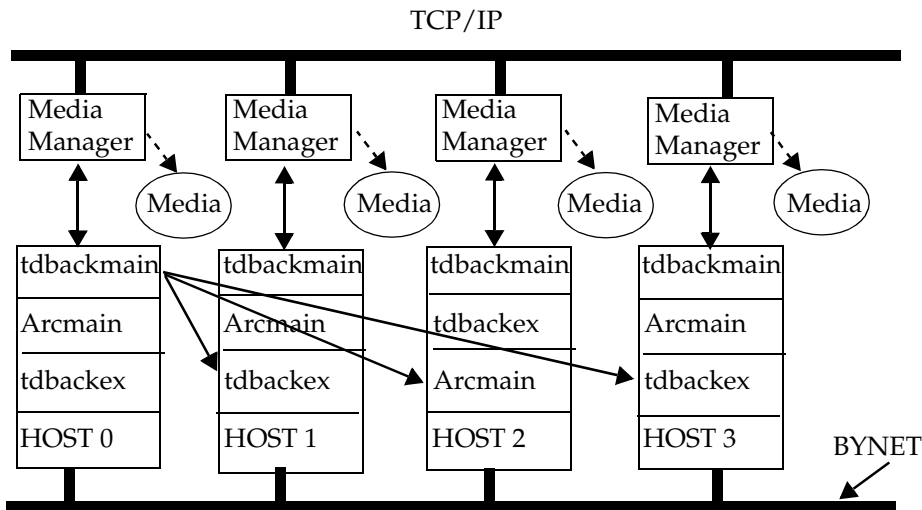 TCP/IP
Media
Manager
Media
Manager
Media
Manager
Media
Manager
Media
Media
Media
Media
tdbackmain
Arcmain
tdbackex
HOST 0
tdbackmain
Arcmain
tdbackex
HOST 1
tdbackmain
tdbackex
Arcmain
HOST 2
tdbackmain
Arcmain
tdbackex
HOST 3
BYNET